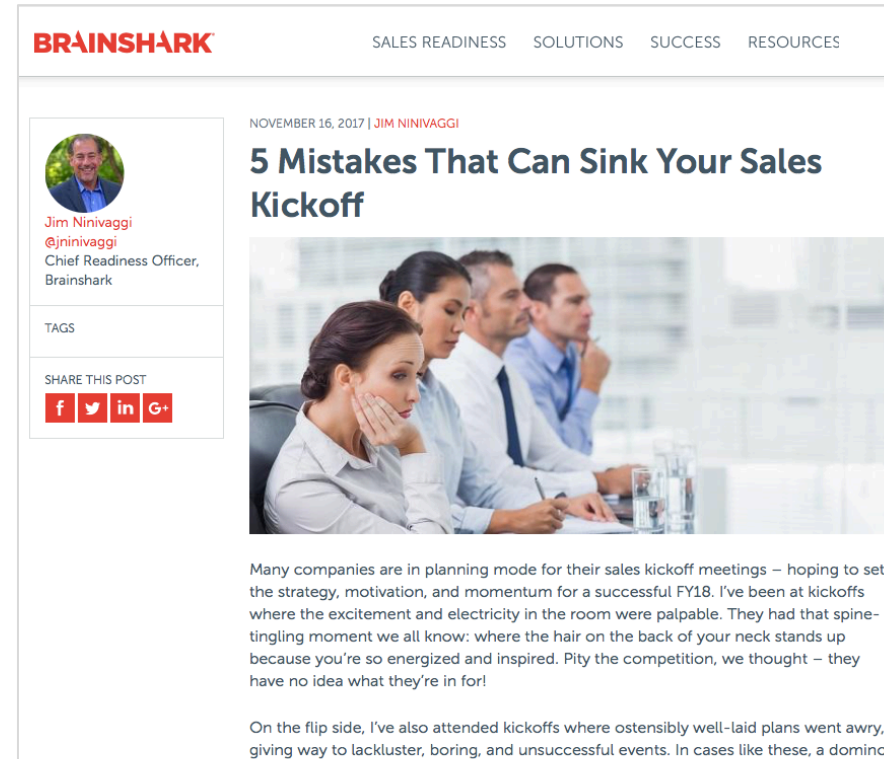 BRAINSHARK
SALES READINESS SOLUTIONS SUCCESS RESOURCES
Jim Ninivaggi
@jninivaggi
Chief Readiness Officer,
Brainshark
TAGS
SHARE THIS POST
f in G+
NOVEMBER 16, 2017 | JIM NINIVAGGI
5 Mistakes That Can Sink Your Sales
Kickoff
Many companies are in planning mode for their sales kickoff meetings – hoping to set
the strategy, motivation, and momentum for a successful FY18. I've been at kickoffs
where the excitement and electricity in the room were palpable. They had that spine-
tingling moment we all know: where the hair on the back of your neck stands up
because you're so energized and inspired. Pity the competition, we thought – they
have no idea what they're in for!
On the flip side, I've also attended kickoffs where ostensibly well-laid plans went awry,
giving way to lackluster, boring, and unsuccessful events. In cases like these, a domino